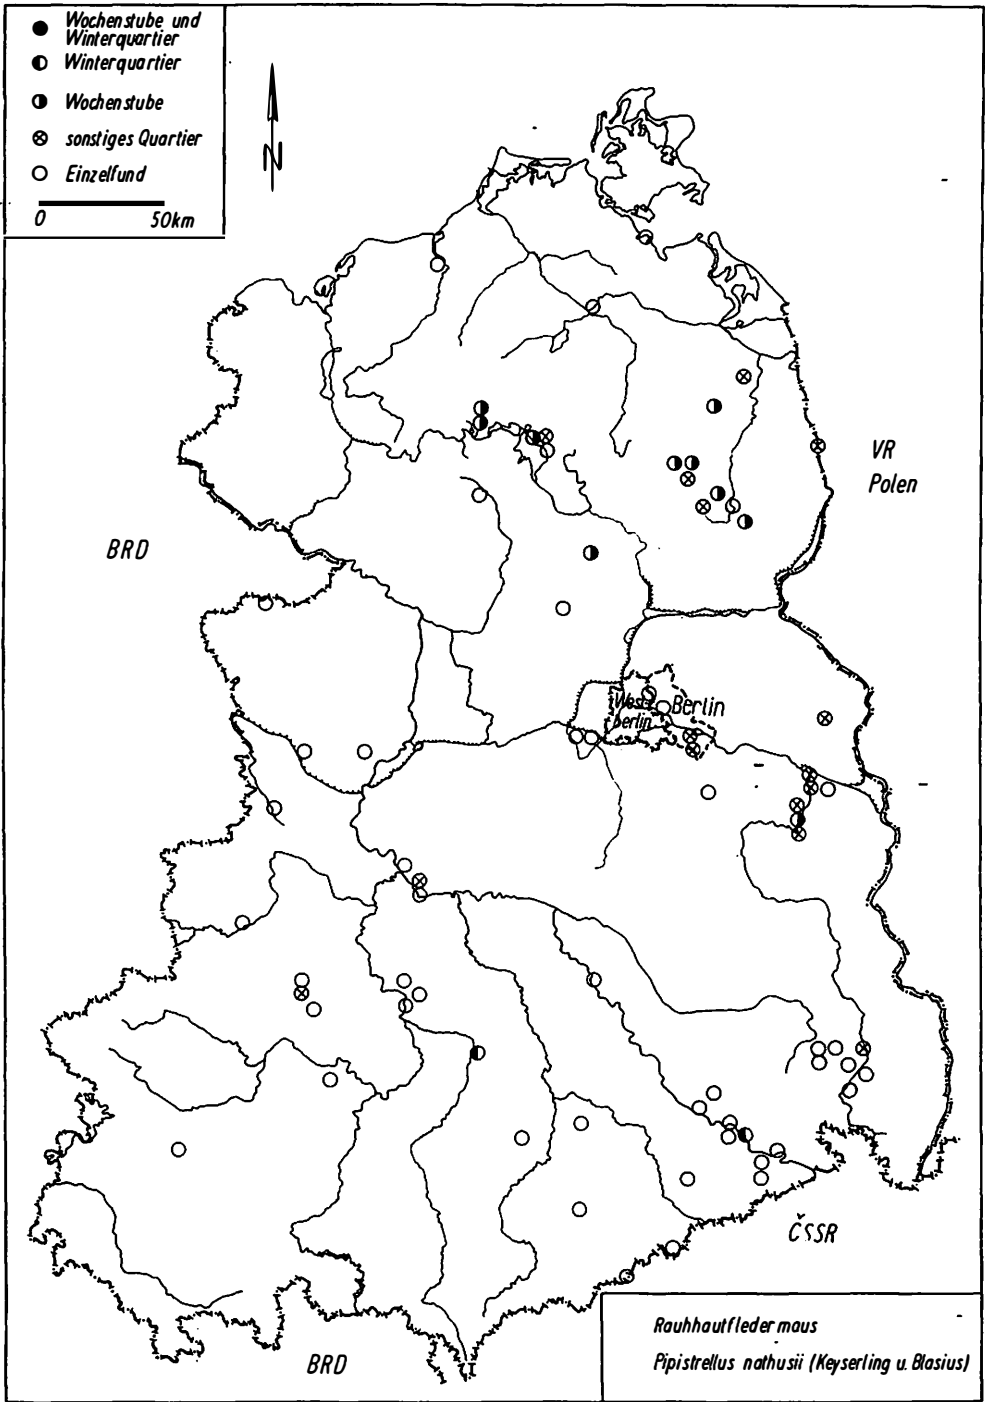 Wochenstube und
Winterquartier
Winterquartier
Wochenstube
sonstiges Quartier
Einzelfund
0 50km
N
VR
Polen
BRD
West-
berlin
Berlin
ČSSR
BRD
Rauhhautfledermaus
Pipistrellus nathusii (Keyserling u. Blasius)